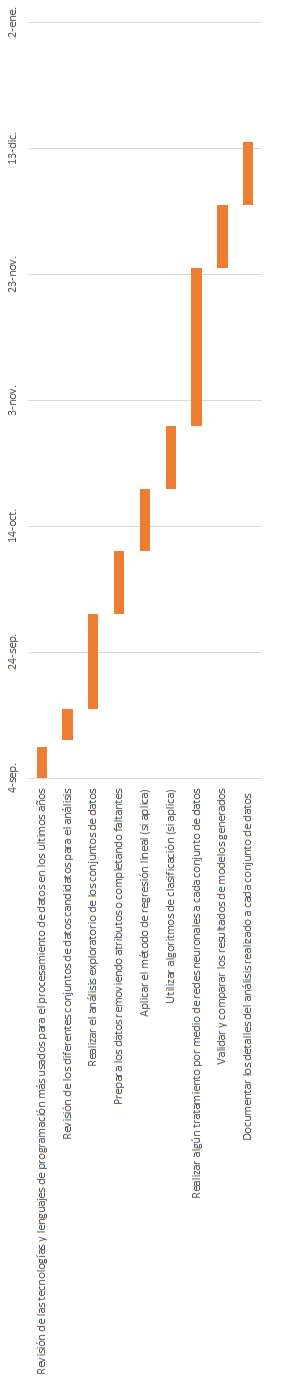 2-ene.
13-dic.
23-nov.
3-nov.
14-oct.
24-sep.
4-sep.
Revisión de las tecnologías y lenguajes de programación más usados para el procesamiento de datos en los ultimos años
Revisión de los diferentes conjuntos de datos candidatos para el análisis
Realizar el análisis exploratorio de los conjuntos de datos
Preparar los datos removiendo atributos o completando faltantes
Aplicar el método de regresión lineal (si aplica)
Utilizar algoritmos de clasificación (si aplica)
Realizar algún tratamiento por medio de redes neuronales a cada conjunto de datos
Validar y comparar los resultados de modelos generados
Documentar los detalles del análisis realizado a cada conjunto de datos